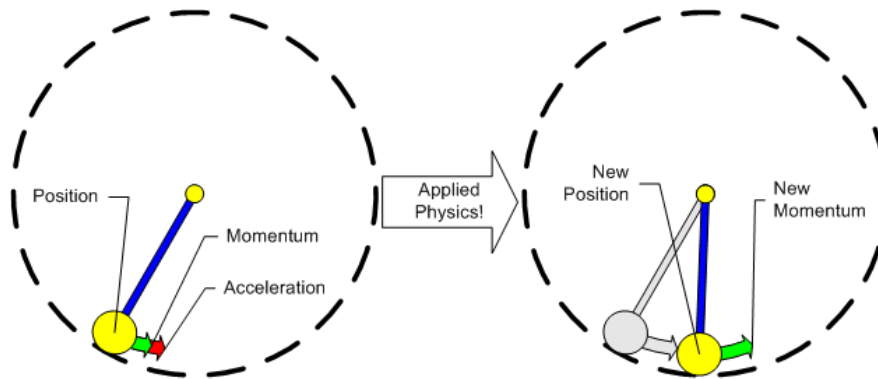 Position
Momentum
Acceleration
Applied
Physics!
New
Position
New
Momentum